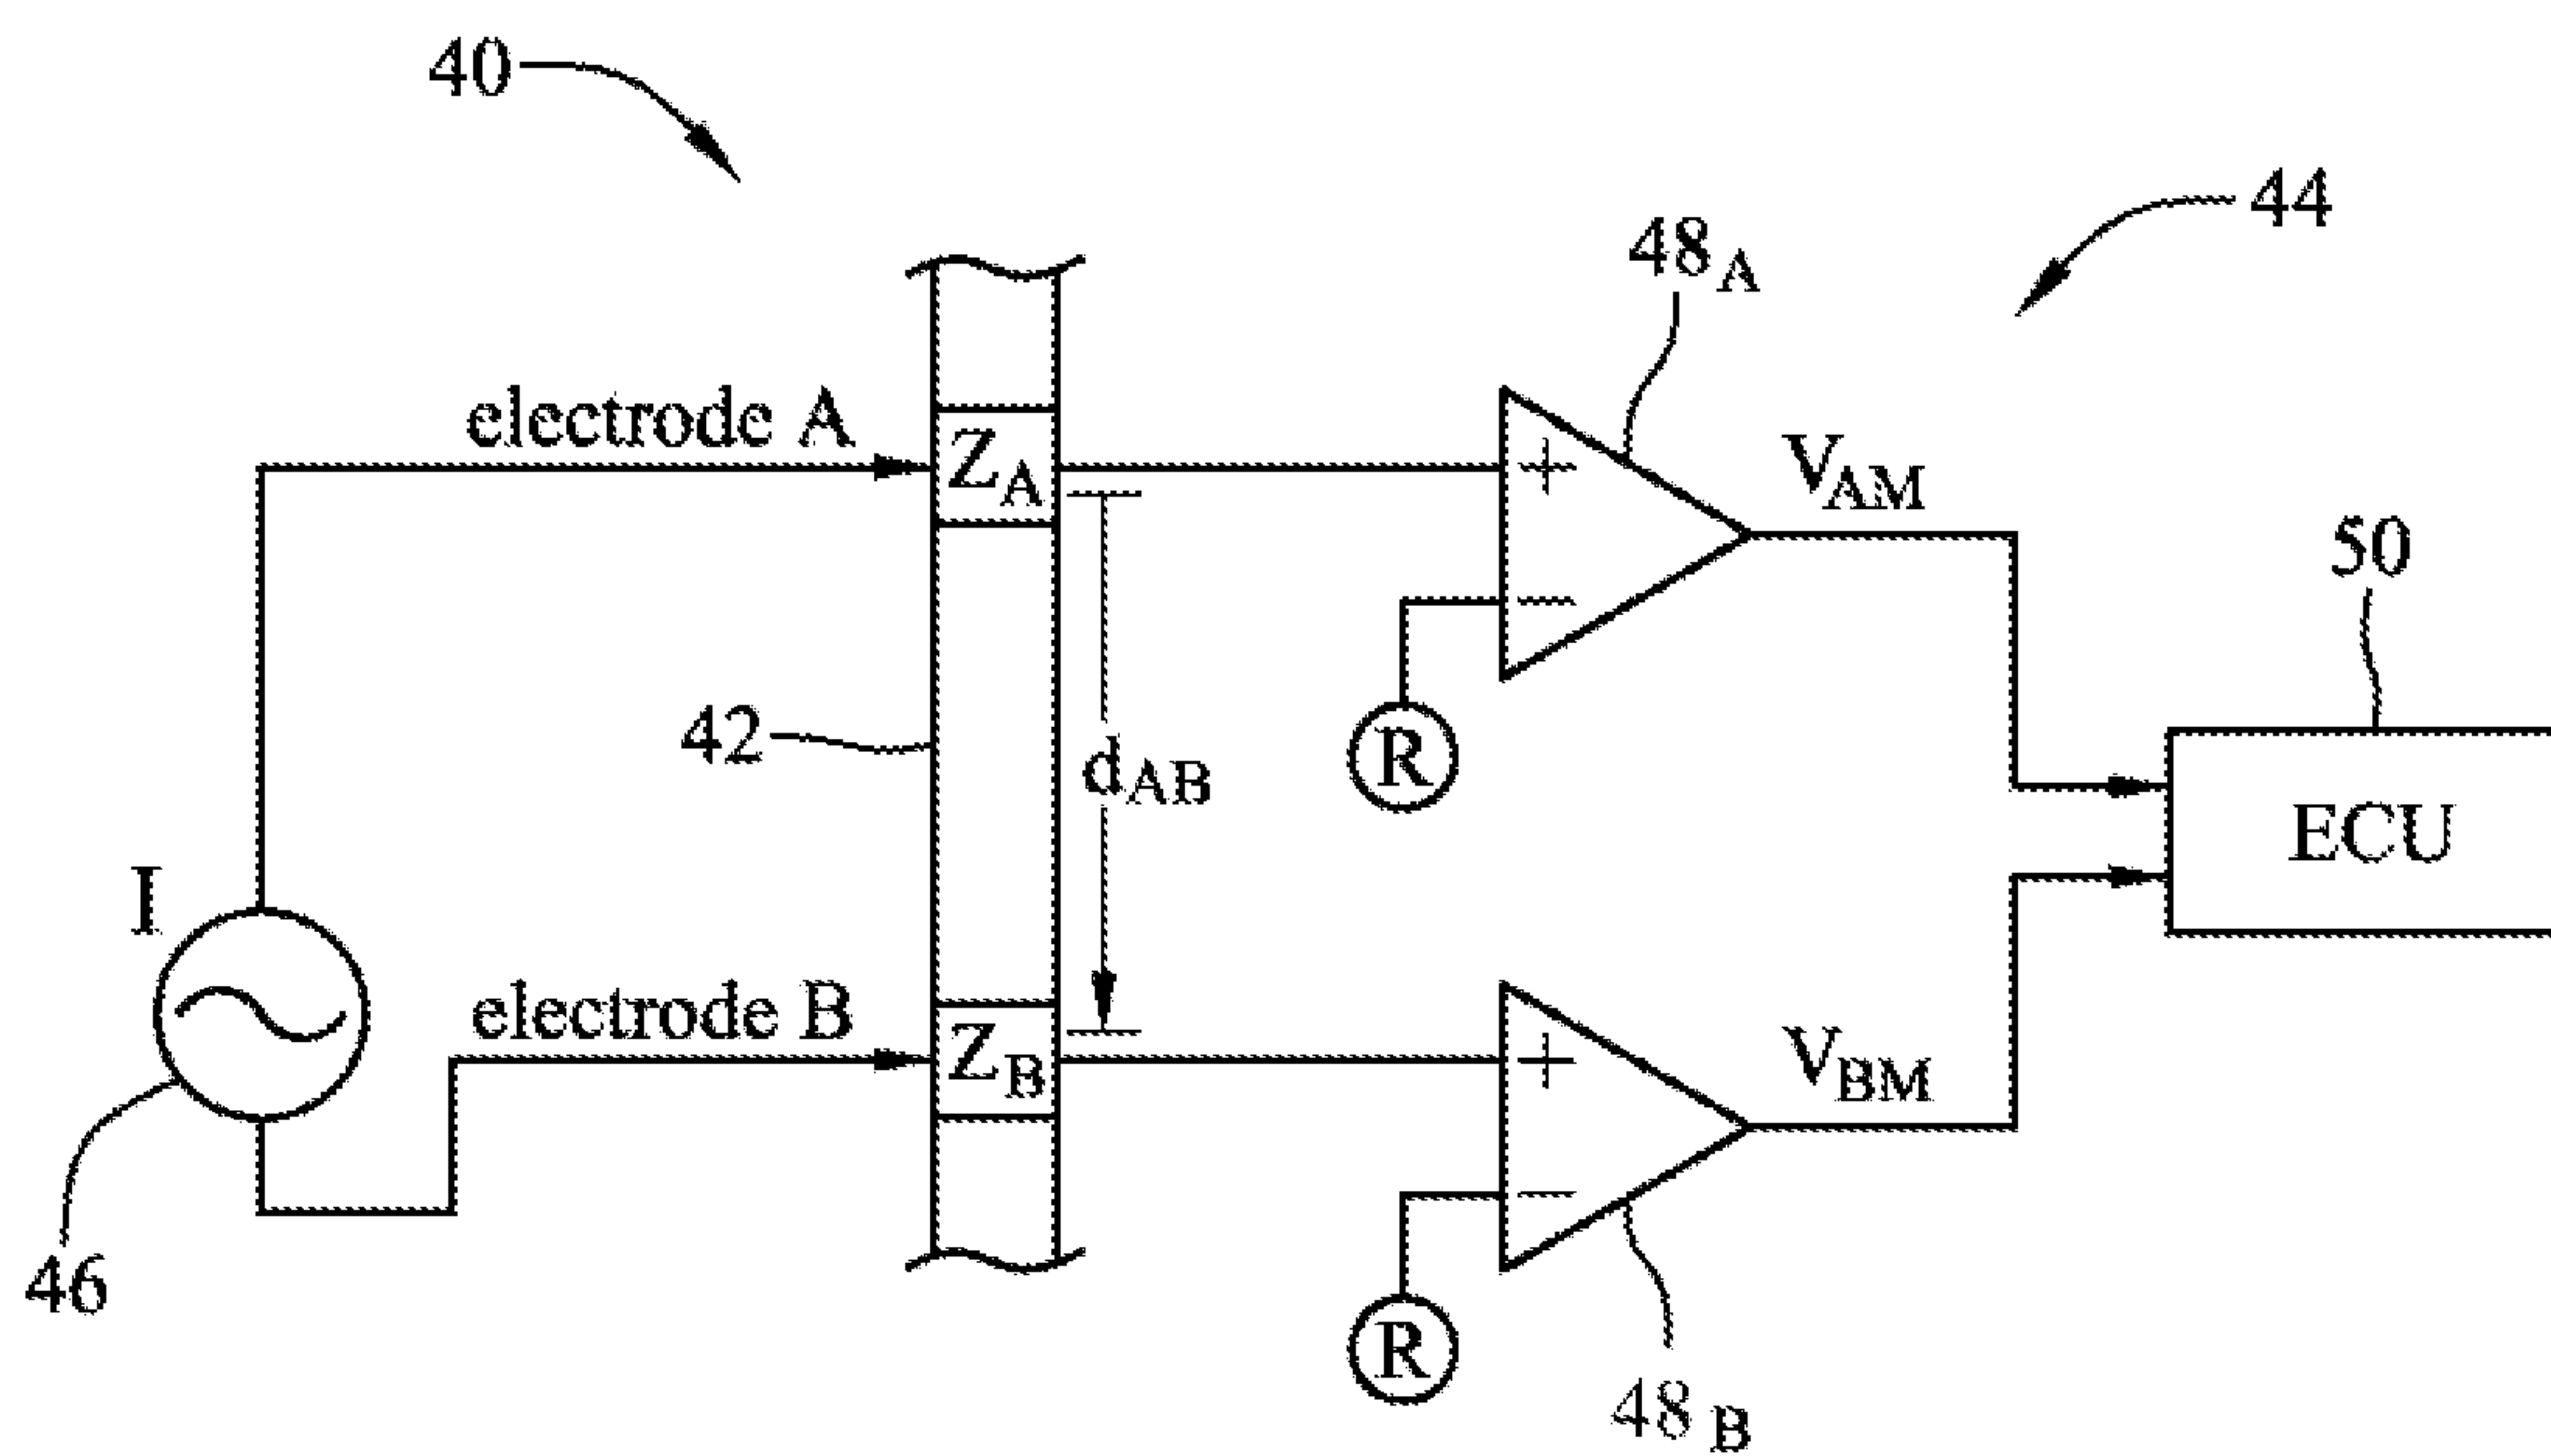 40
44
48A
electrode A
ZA
+
VAM
−
50
42
dAB
R
I
ECU
electrode B
ZB
+
VBM
−
46
R
48B